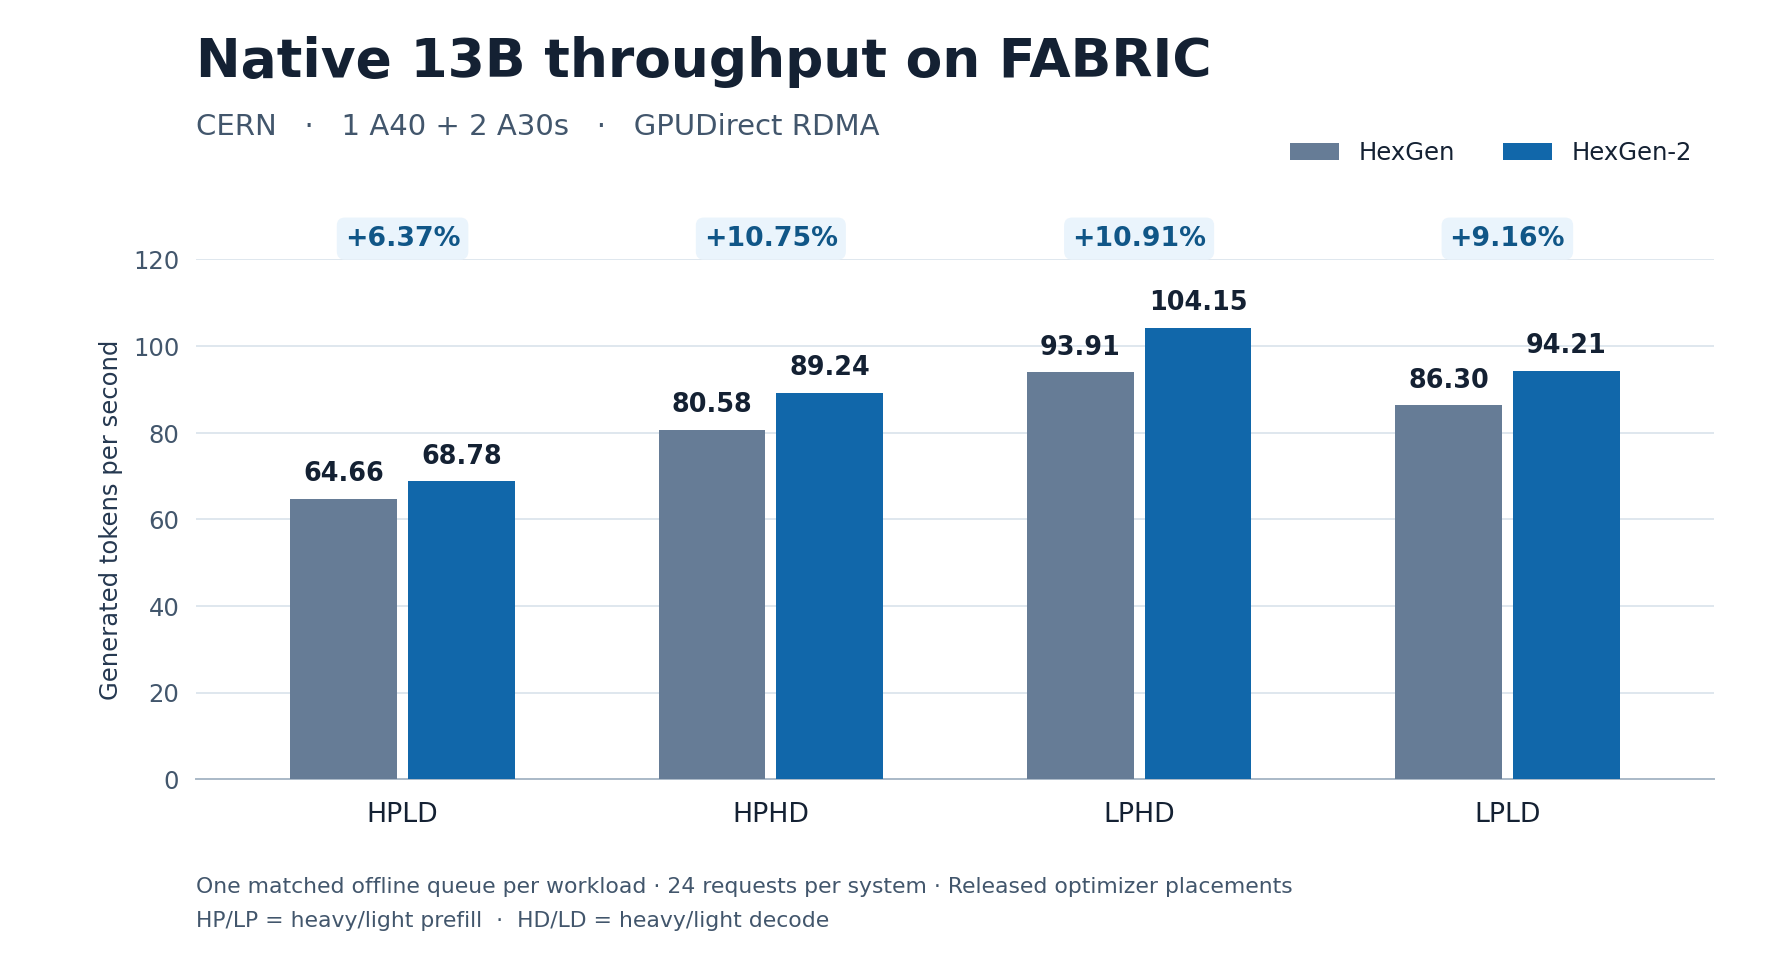 Native 13B throughput on FABRIC
CERN · 1 A40 + 2 A30s · GPUDirect RDMA
HexGen HexGen-2
+6.37% +10.75% +10.91% +9.16%
120
100
80
60
40
20
0
Generated tokens per second
64.66 68.78 80.58 89.24 93.91 104.15 86.30 94.21
HPLD HPHD LPHD LPLD
One matched offline queue per workload · 24 requests per system · Released optimizer placements
HP/LP = heavy/light prefill · HD/LD = heavy/light decode